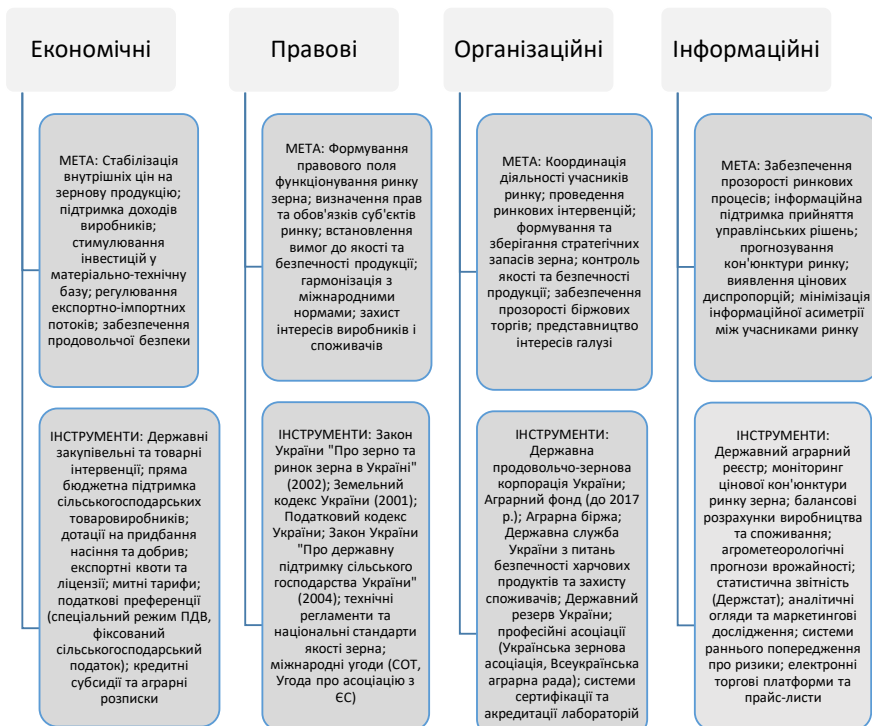 Економічні
МЕТА: Стабілізація
внутрішніх цін на
зернову продукцію;
підтримка доходів
виробників;
стимулювання
інвестицій у
матеріально-технічну
базу; регулювання
експортно-імпортних
потоків; забезпечення
продовольчої безпеки
ІНСТРУМЕНТИ: Державні
закупівельні та товарні
інтервенції; пряма
бюджетна підтримка
сільськогосподарських
товаровиробників;
дотації на придбання
насіння та добрив;
експортні квоти та
ліцензії; митні тарифи;
податкові преференції
(спеціальний режим ПДВ,
фіксований
сільськогосподарський
податок); кредитні
субсидії та аграрні
розписки
Правові
МЕТА: Формування
правового поля
функціонування ринку
зерна; визначення прав
та обов'язків суб'єктів
ринку; встановлення
вимог до якості та
безпечності продукції;
гармонізація з
міжнародними
нормами; захист
інтересів виробників і
споживачів
ІНСТРУМЕНТИ: Закон
України "Про зерно та
ринок зерна в Україні"
(2002); Земельний
кодекс України (2001);
Податковий кодекс
України; Закон України
"Про державну
підтримку сільського
господарства України"
(2004); технічні
регламенти та
національні стандарти
якості зерна;
міжнародні угоди (СОТ,
Угода про асоціацію з
ЄС)
Організаційні
МЕТА: Координація
діяльності учасників
ринку; проведення
ринкових інтервенцій;
формування та
зберігання стратегічних
запасів зерна; контроль
якості та безпечності
продукції; забезпечення
прозорості біржових
торгів; представництво
інтересів галузі
ІНСТРУМЕНТИ:
Державна
продовольчо-зернова
корпорація України;
Аграрний фонд (до 2017
р.); Аграрна біржа;
Державна служба
України з питань
безпечності харчових
продуктів та захисту
споживачів; Державний
резерв України;
професійні асоціації
(Українська зернова
асоціація, Всеукраїнська
аграрна рада); системи
сертифікації та
акредитації лабораторій
Інформаційні
МЕТА: Забезпечення
прозорості ринкових
процесів; інформаційна
підтримка прийняття
управлінських рішень;
прогнозування
кон'юнктури ринку;
виявлення цінових
диспропорцій; мінімізація
інформаційної асиметрії
між учасниками ринку
ІНСТРУМЕНТИ:
Державний аграрний
реєстр; моніторинг
цінової кон'юнктури
ринку зерна; балансові
розрахунки виробництва
та споживання;
агрометеорологічні
прогнози врожайності;
статистична звітність
(Держстат); аналітичні
огляди та маркетингові
дослідження; системи
раннього попередження
про ризики; електронні
торгові платформи та
прайс-листи